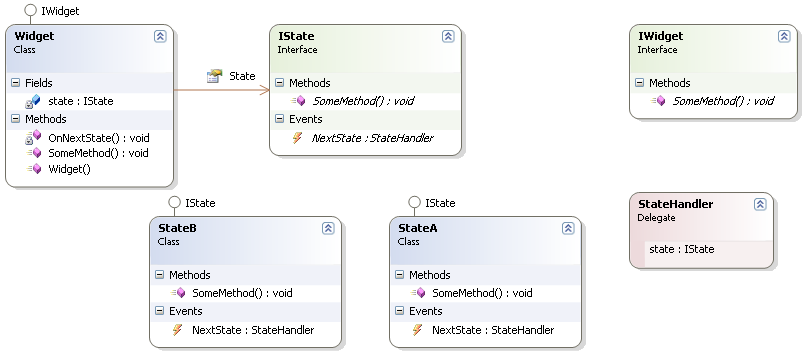 IWidget
Widget
Class
Fields
state : IState
Methods
OnNextState() : void
SomeMethod() : void
Widget()
State
IState
Interface
Methods
SomeMethod() : void
Events
NextState : StateHandler
IWidget
Interface
Methods
SomeMethod() : void
IState
StateB
Class
Methods
SomeMethod() : void
Events
NextState : StateHandler
IState
StateA
Class
Methods
SomeMethod() : void
Events
NextState : StateHandler
StateHandler
Delegate
state : IState